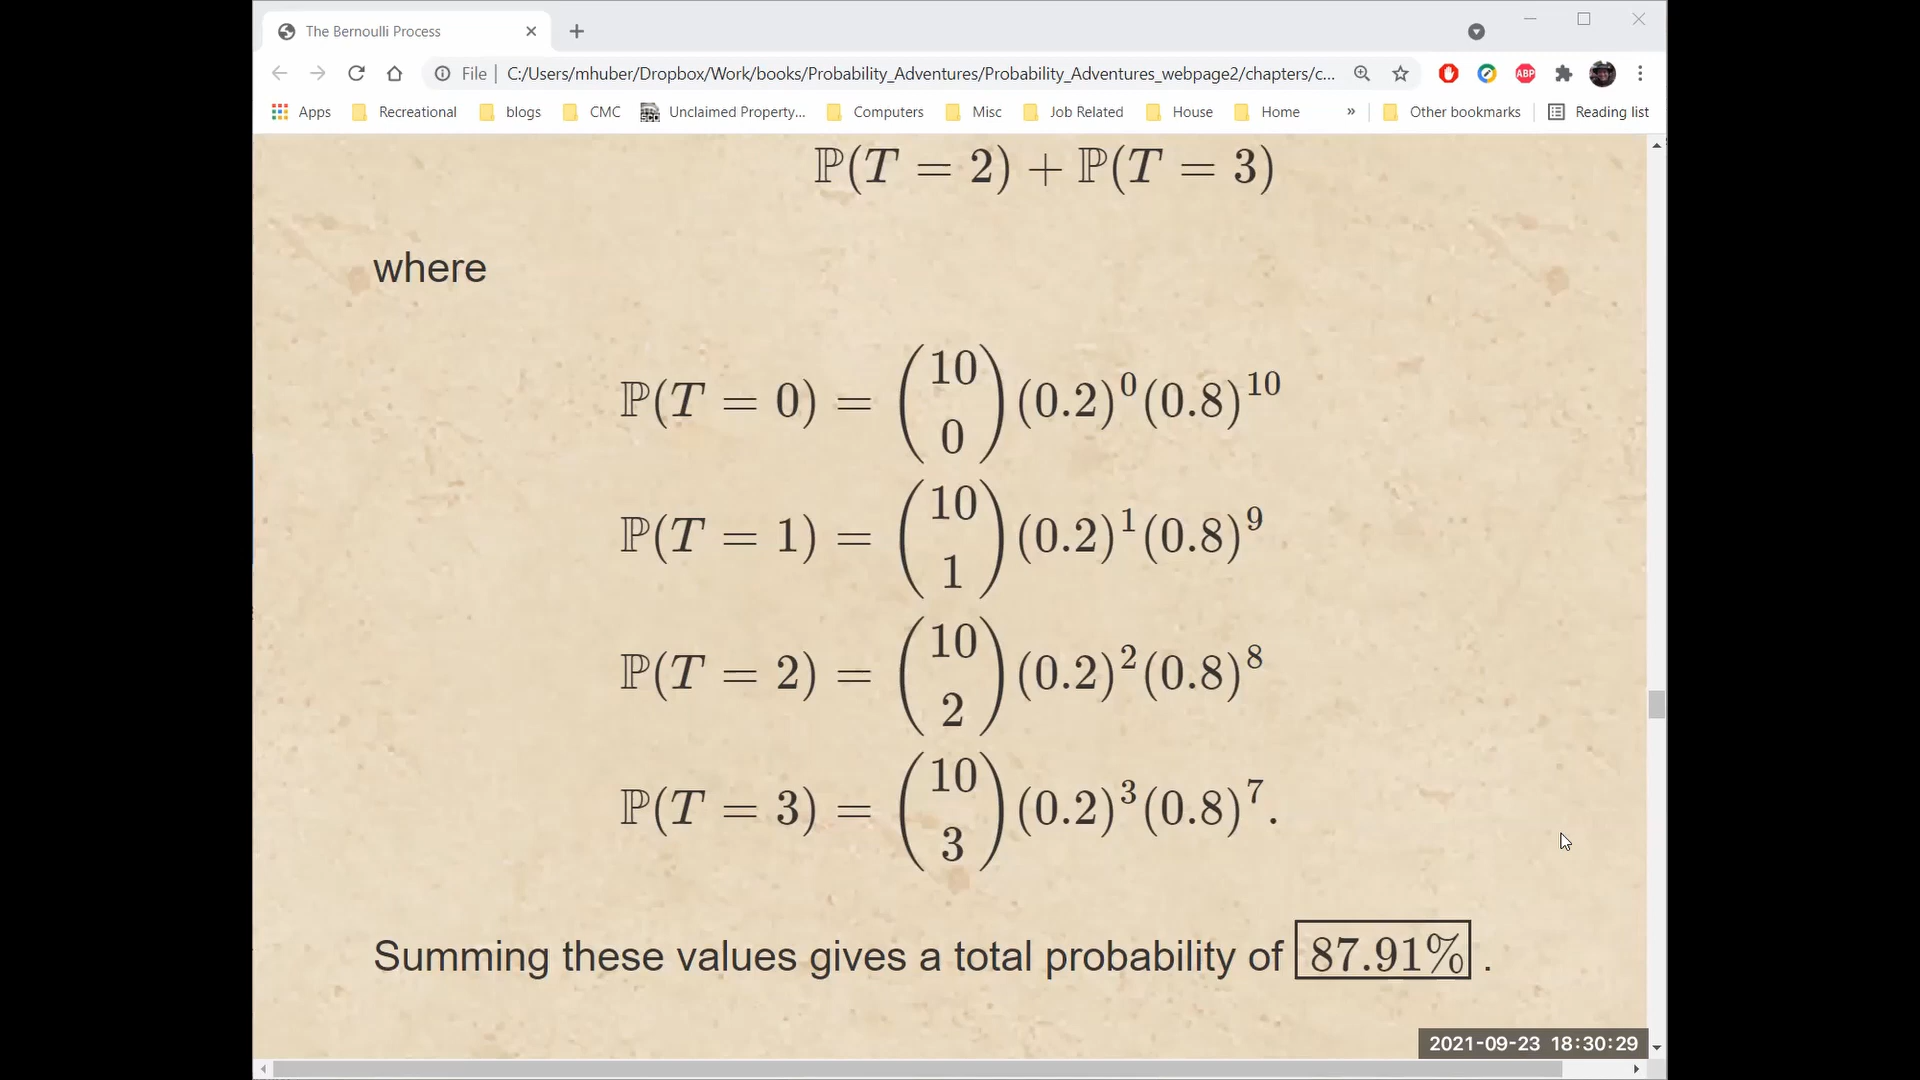 The Bernoulli Process
File | C:/Users/mhuber/Dropbox/Work/books/Probability_Adventures/Probability_Adventures_webpage2/chapters/c...
ABP
Apps Recreational blogs CMC Unclaimed Property... Computers Misc Job Related House Home » Other bookmarks Reading list
ℙ(T = 2) + ℙ(T = 3)
where
ℙ(T = 0) = (10 0)(0.2)^0(0.8)^10
ℙ(T = 1) = (10 1)(0.2)^1(0.8)^9
ℙ(T = 2) = (10 2)(0.2)^2(0.8)^8
ℙ(T = 3) = (10 3)(0.2)^3(0.8)^7.
Summing these values gives a total probability of 87.91% .
2021-09-23 18:30:29